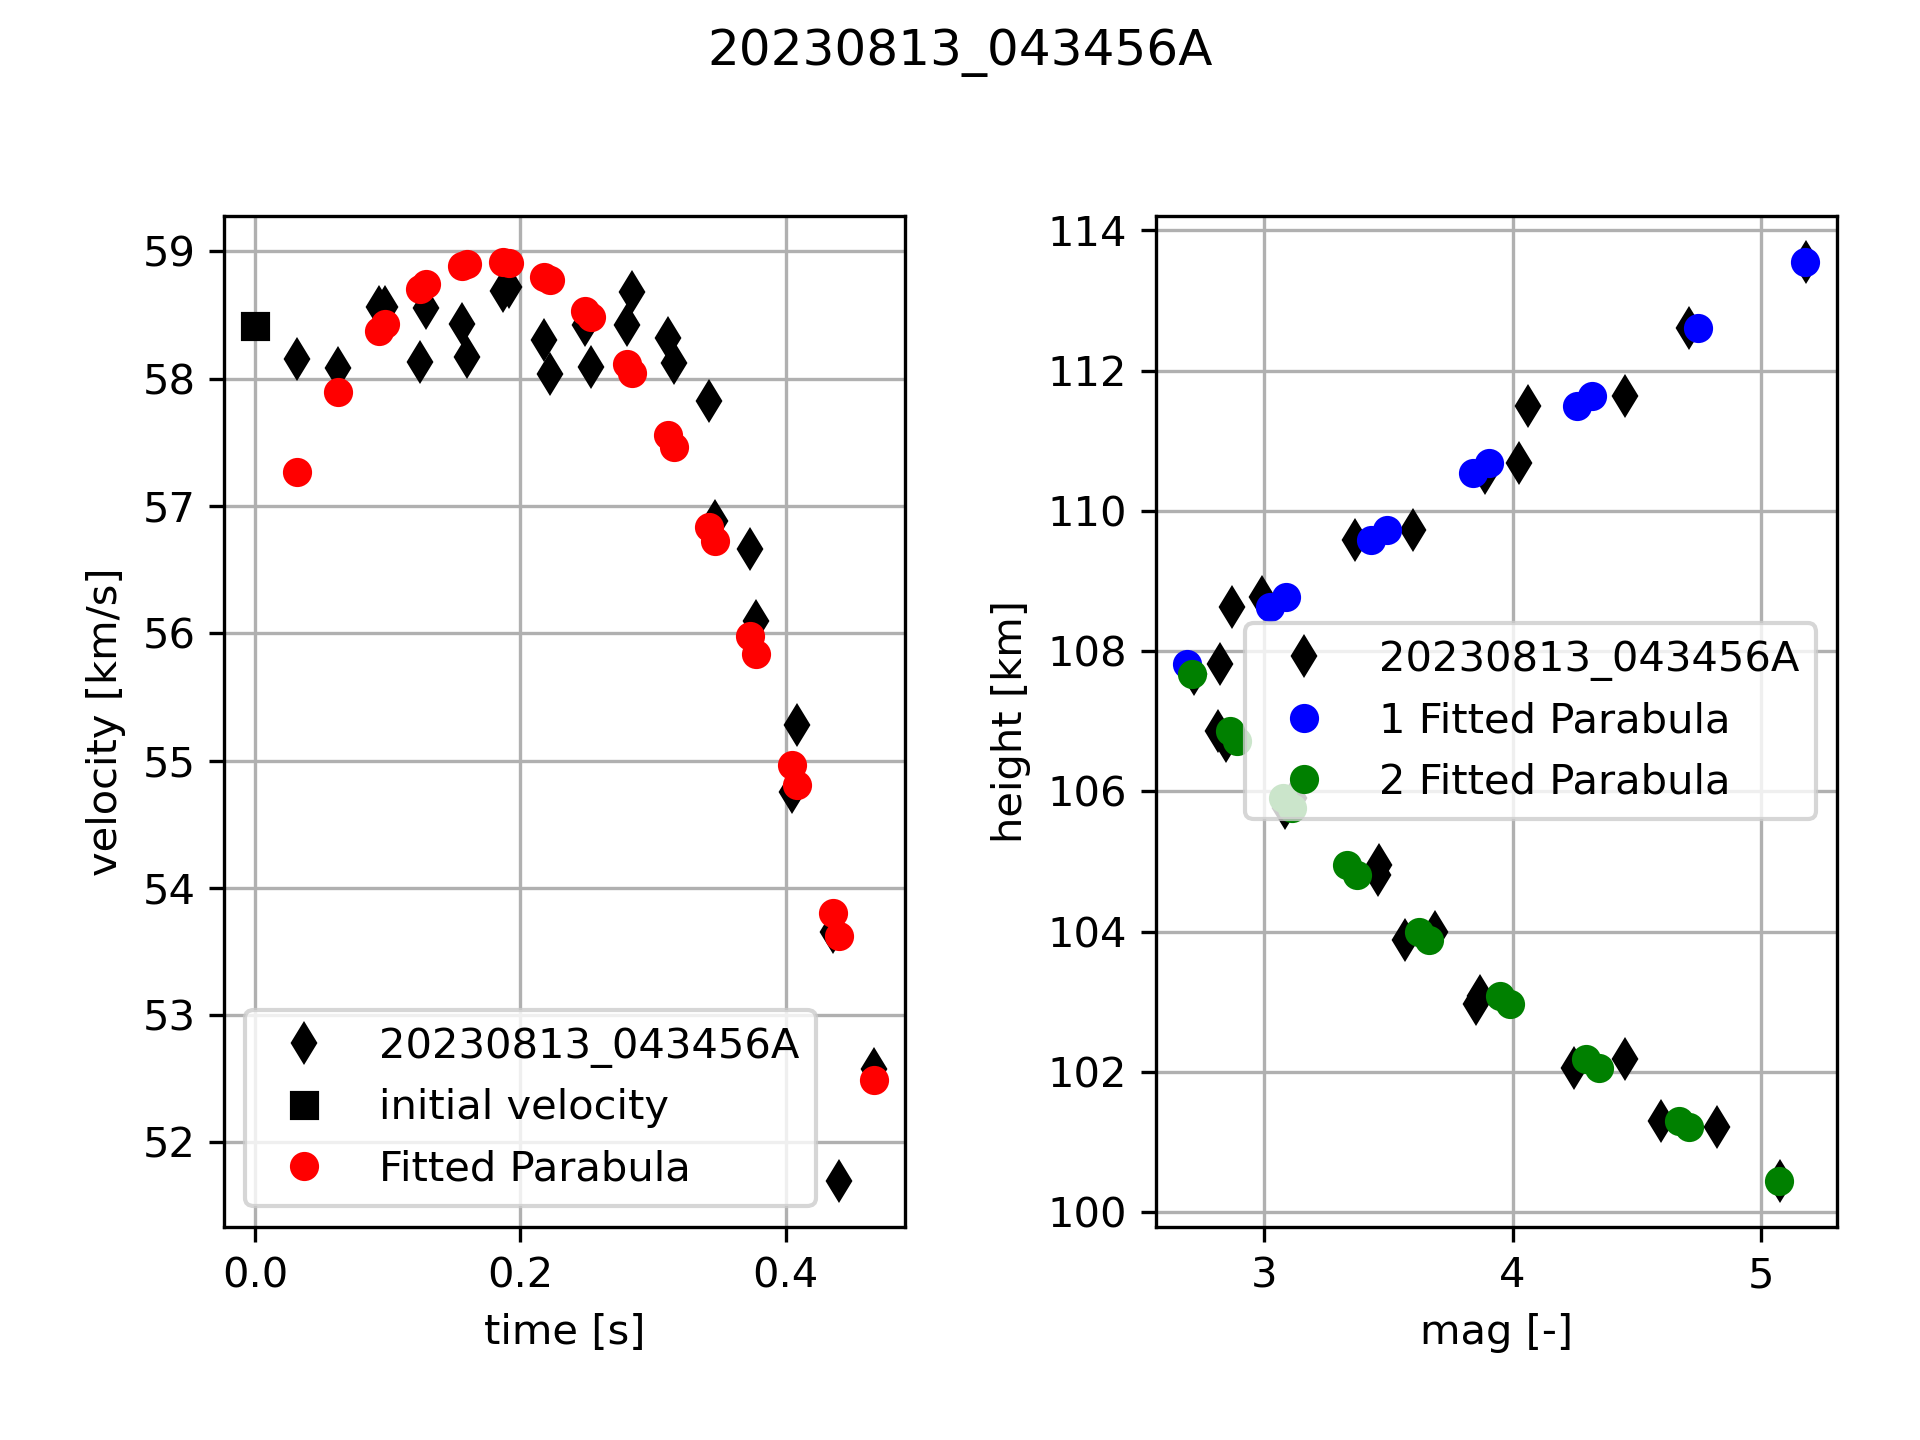 20230813_043456A
59
58
57
56
55
54
53
52
velocity [km/s]
20230813_043456A
initial velocity
Fitted Parabula
0.0 0.2 0.4
time [s]
114
112
110
108
106
104
102
100
height [km]
20230813_043456A
1 Fitted Parabula
2 Fitted Parabula
3 4 5
mag [-]